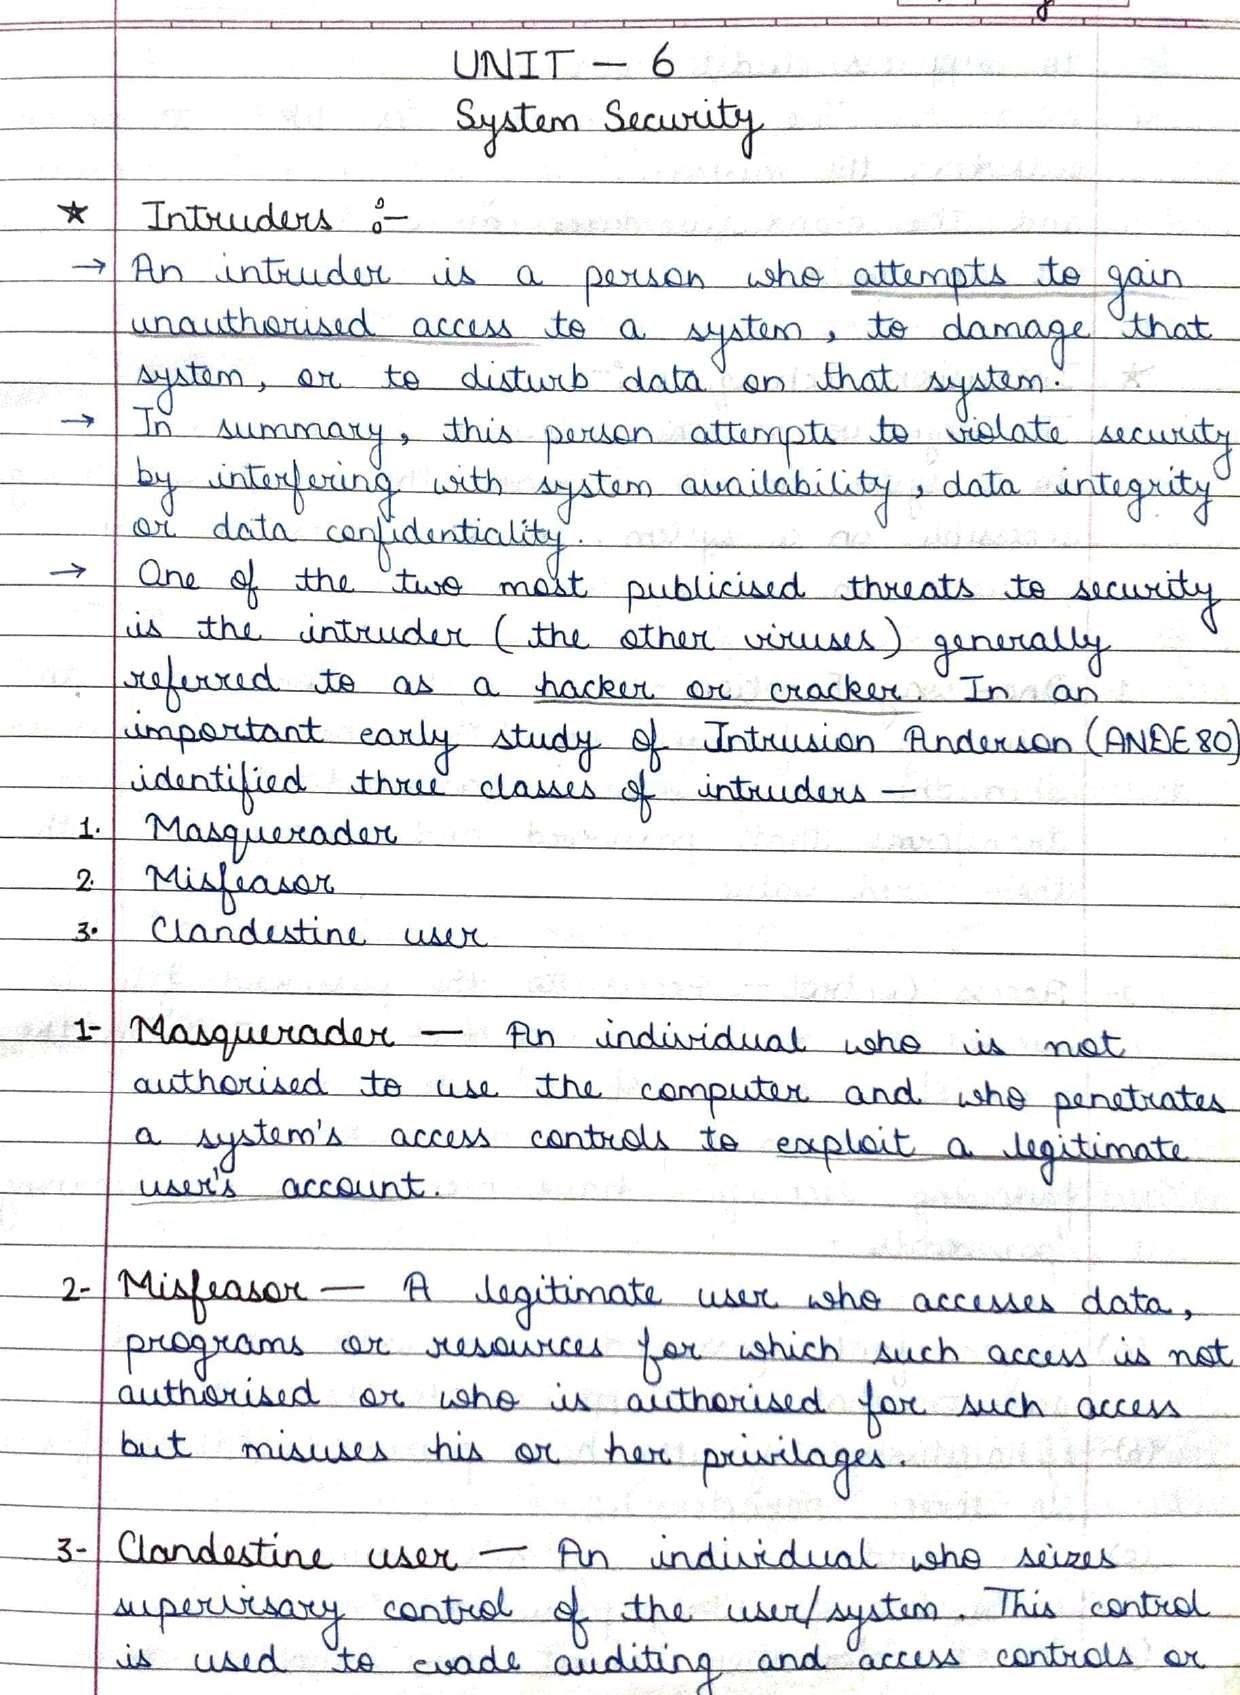 UNIT — 6
System Security
★ Intruders :-
→ An intruder is a person who attempts to gain
unauthorised access to a system, to damage that
system, or to disturb data on that system.
→ In summary, this person attempts to violate security
by interfering with system availability, data integrity
or data confidentiality.
→ One of the two most publicised threats to security
is the intruder (the other viruses) generally
referred to as a hacker or cracker. In an
important early study of Intrusion Anderson (ANDE80)
identified three classes of intruders —
1. Masquerader
2. Misfeasor
3. Clandestine user
1- Masquerader — An individual who is not
authorised to use the computer and who penetrates
a system's access controls to exploit a legitimate
user's account.
2- Misfeasor — A legitimate user who accesses data,
programs or resources for which such access is not
authorised or who is authorised for such access
but misuses his or her privilages.
3- Clandestine user — An individual who seizes
supervisary control of the user/system. This control
is used to evade auditing and access controls or